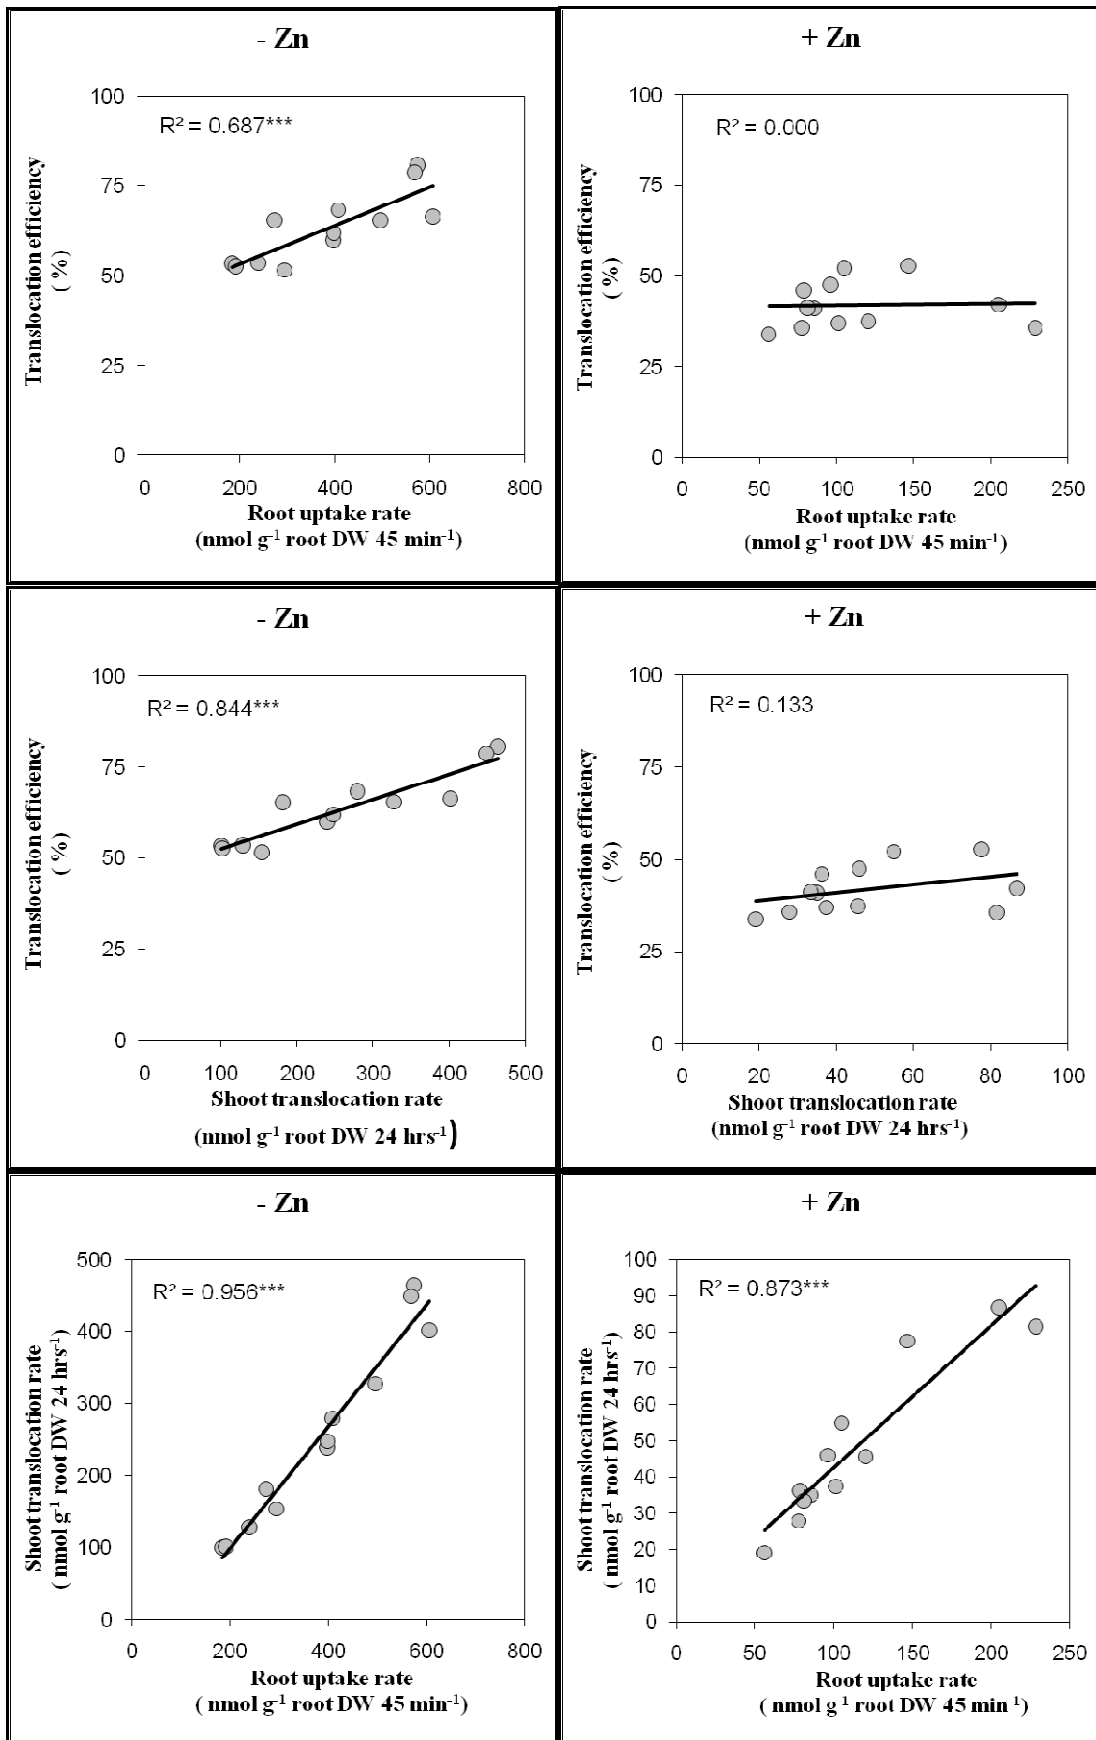 - Zn
R² = 0.687***
100
75
50
25
0
0 200 400 600 800
Translocation efficiency
( %)
Root uptake rate
(nmol g⁻¹ root DW 45 min⁻¹)
+ Zn
R² = 0.000
100
75
50
25
0
0 50 100 150 200 250
Translocation efficiency
( %)
Root uptake rate
(nmol g⁻¹ root DW 45 min⁻¹)
- Zn
R² = 0.844***
100
75
50
25
0
0 100 200 300 400 500
Translocation efficiency
( %)
Shoot translocation rate
(nmol g⁻¹ root DW 24 hrs⁻¹)
+ Zn
R² = 0.133
100
75
50
25
0
0 20 40 60 80 100
Translocation efficiency
( %)
Shoot translocation rate
(nmol g⁻¹ root DW 24 hrs⁻¹)
- Zn
R² = 0.956***
500
400
300
200
100
0
0 200 400 600 800
Shoot translocation rate
( nmol g⁻¹ root DW 24 hrs⁻¹)
Root uptake rate
( nmol g⁻¹ root DW 45 min⁻¹)
+ Zn
R² = 0.873***
100
90
80
70
60
50
40
30
20
10
0
0 50 100 150 200 250
Shoot translocation rate
( nmol g⁻¹ root DW 24 hrs⁻¹)
Root uptake rate
( nmol g⁻¹ root DW 45 min⁻¹)